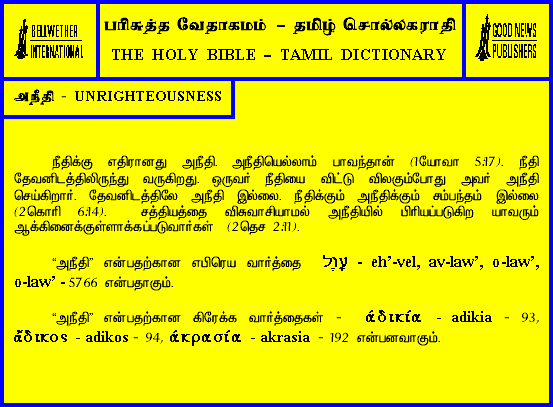 BELLWETHER
INTERNATIONAL
பரிசுத்த வேதாகமம் – தமிழ் சொல்லகராதி
THE HOLY BIBLE – TAMIL DICTIONARY
GOOD NEWS
PUBLISHERS
அநீதி - UNRIGHTEOUSNESS
நீதிக்கு எதிரானது அநீதி. அநீதியெல்லாம் பாவந்தான் (1யோவா 5:17). நீதி
தேவனிடத்திலிருந்து வருகிறது. ஒருவர் நீதியை விட்டு விலகும்போது அவர் அநீதி
செய்கிறார். தேவனிடத்திலே அநீதி இல்லை. நீதிக்கும் அநீதிக்கும் சம்பந்தம் இல்லை
(2கொரி 6:14). சத்தியத்தை விசுவாசியாமல் அநீதியில் பிரியப்படுகிற யாவரும்
ஆக்கினைக்குள்ளாக்கப்படுவார்கள் (2தெச 2:11).
“அநீதி” என்பதற்கான எபிரெய வார்த்தை עָוֶל - eh’-vel, av-law’, o-law’,
o-law’ - 5766 என்பதாகும்.
“அநீதி” என்பதற்கான கிரேக்க வார்த்தைகள் - ἀδικία - adikia - 93,
ἄδικος - adikos - 94, ἀκρασία - akrasia - 192 என்பனவாகும்.